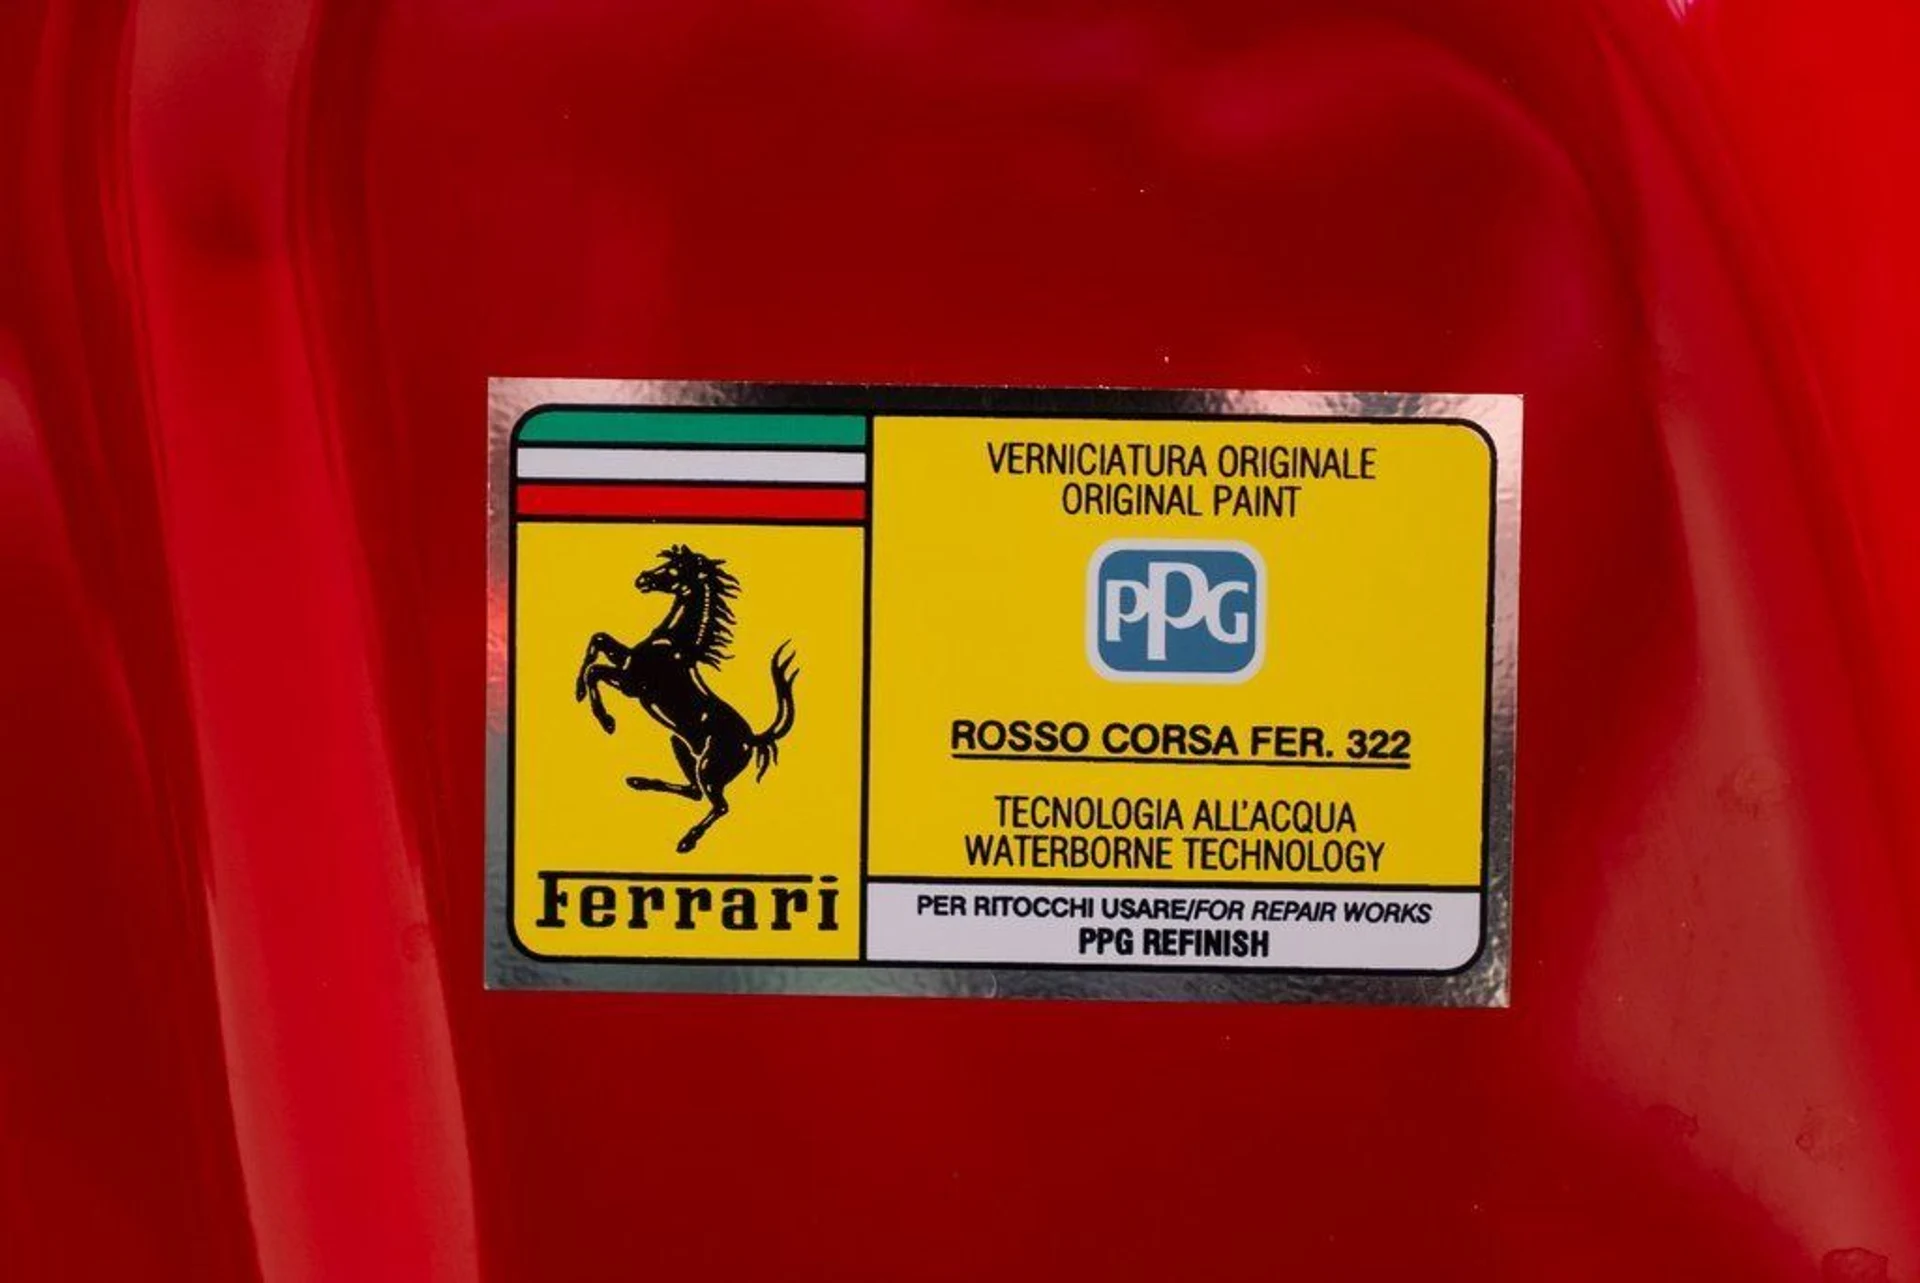 Ferrari
VERNICIATURA ORIGINALE
ORIGINAL PAINT
PPG
ROSSO CORSA FER. 322
TECNOLOGIA ALL'ACQUA
WATERBORNE TECHNOLOGY
PER RITOCCHI USARE/FOR REPAIR WORKS
PPG REFINISH